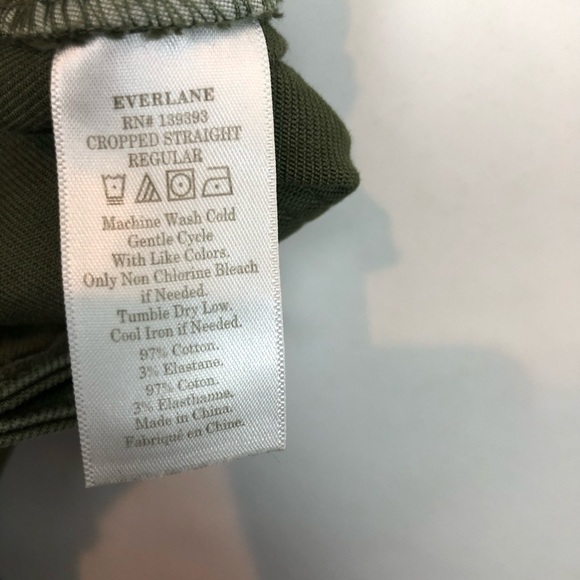 EVERLANE
RN# 139393
CROPPED STRAIGHT
REGULAR
Machine Wash Cold
Gentle Cycle
With Like Colors.
Only Non Chlorine Bleach
if Needed.
Tumble Dry Low.
Cool Iron if Needed.
97% Cotton.
3% Elastane.
97% Coton.
3% Elasthanne.
Made in China.
Fabriqué en Chine.